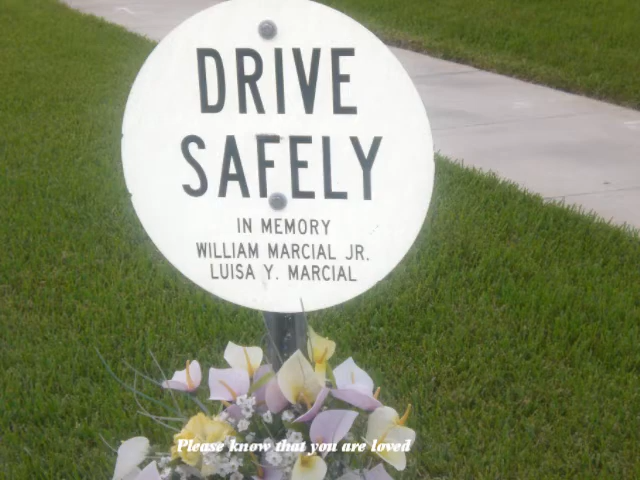 DRIVE
SAFELY
IN MEMORY
WILLIAM MARCIAL JR.
LUISA Y. MARCIAL
Please know that you are loved